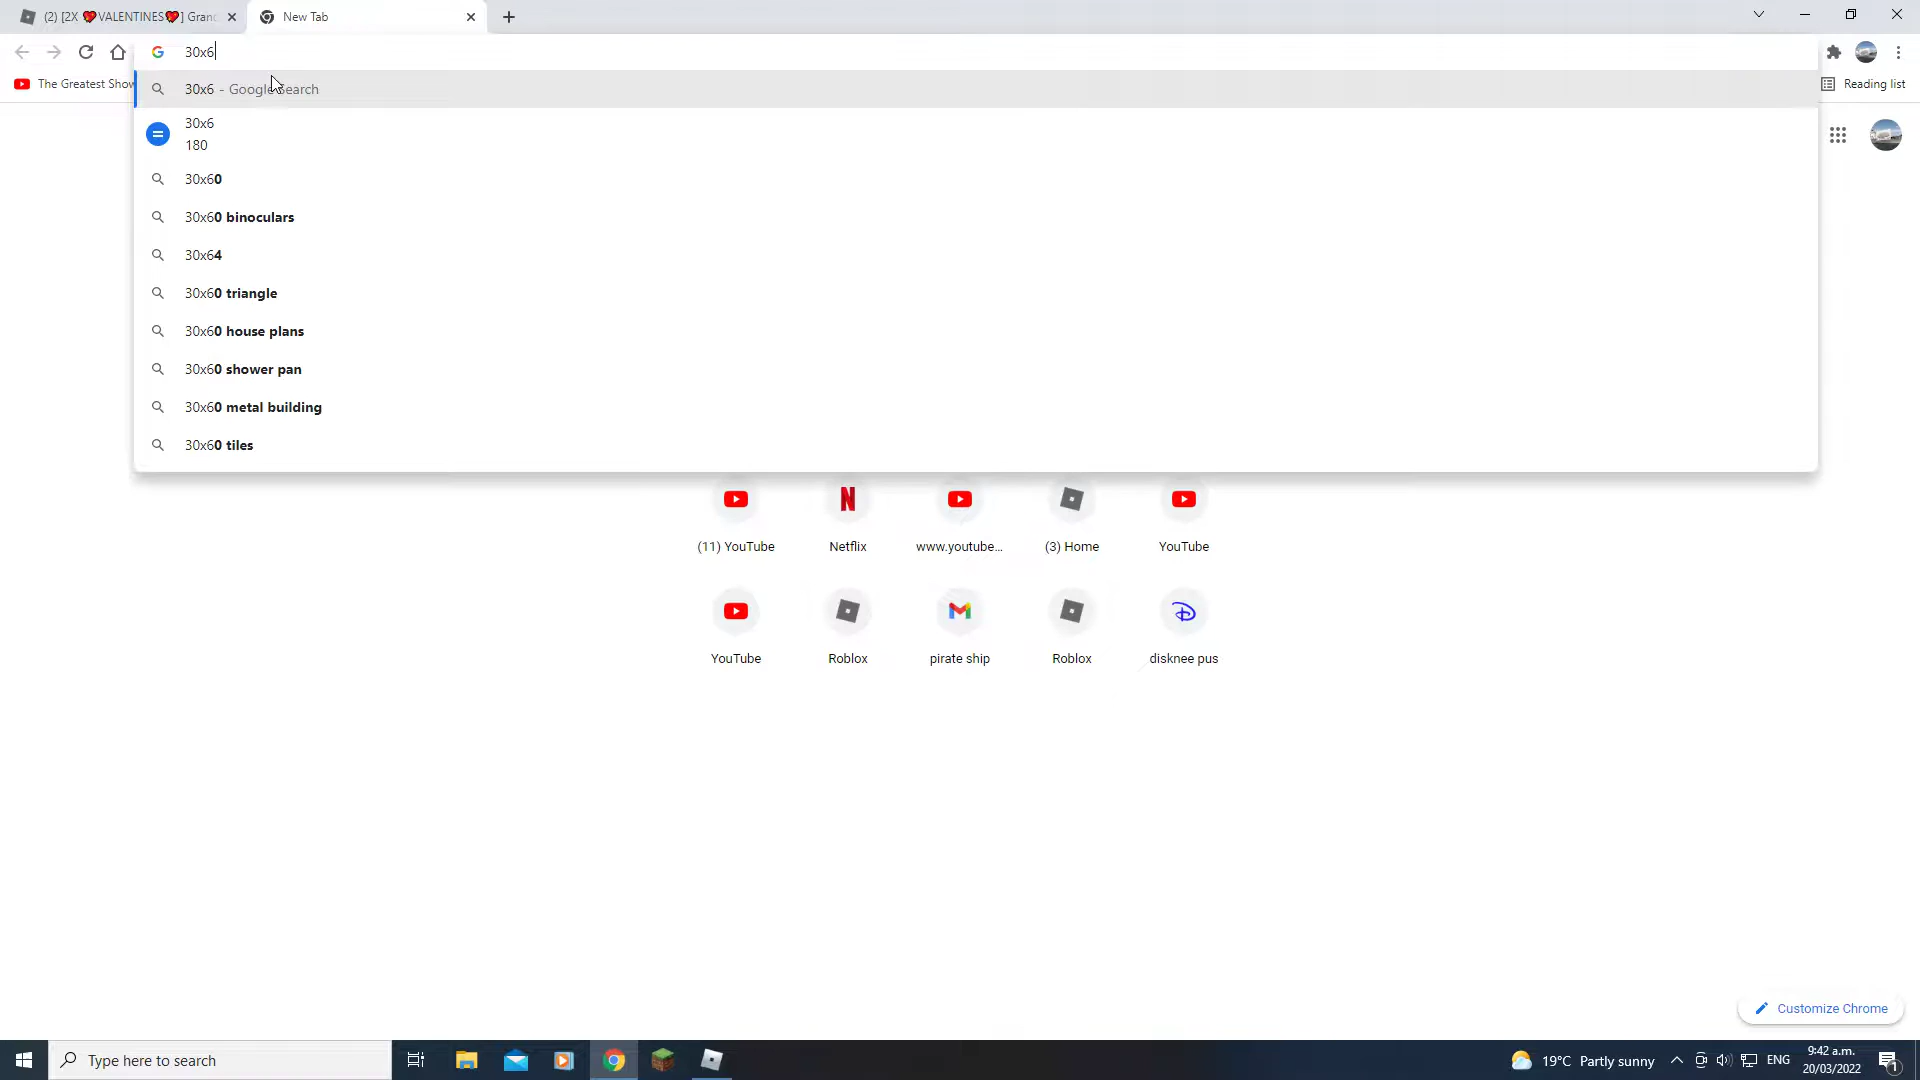 (2) [2X ❤VALENTINES❤] Gran
New Tab
30x6
The Greatest Show
Reading list
30x6 - Google Search
30x6
180
30x60
30x60 binoculars
30x64
30x60 triangle
30x60 house plans
30x60 shower pan
30x60 metal building
30x60 tiles
(11) YouTube
Netflix
www.youtube...
(3) Home
YouTube
YouTube
Roblox
pirate ship
Roblox
disknee pus
Customize Chrome
Type here to search
19°C Partly sunny
ENG
9:42 a.m.
20/03/2022
1